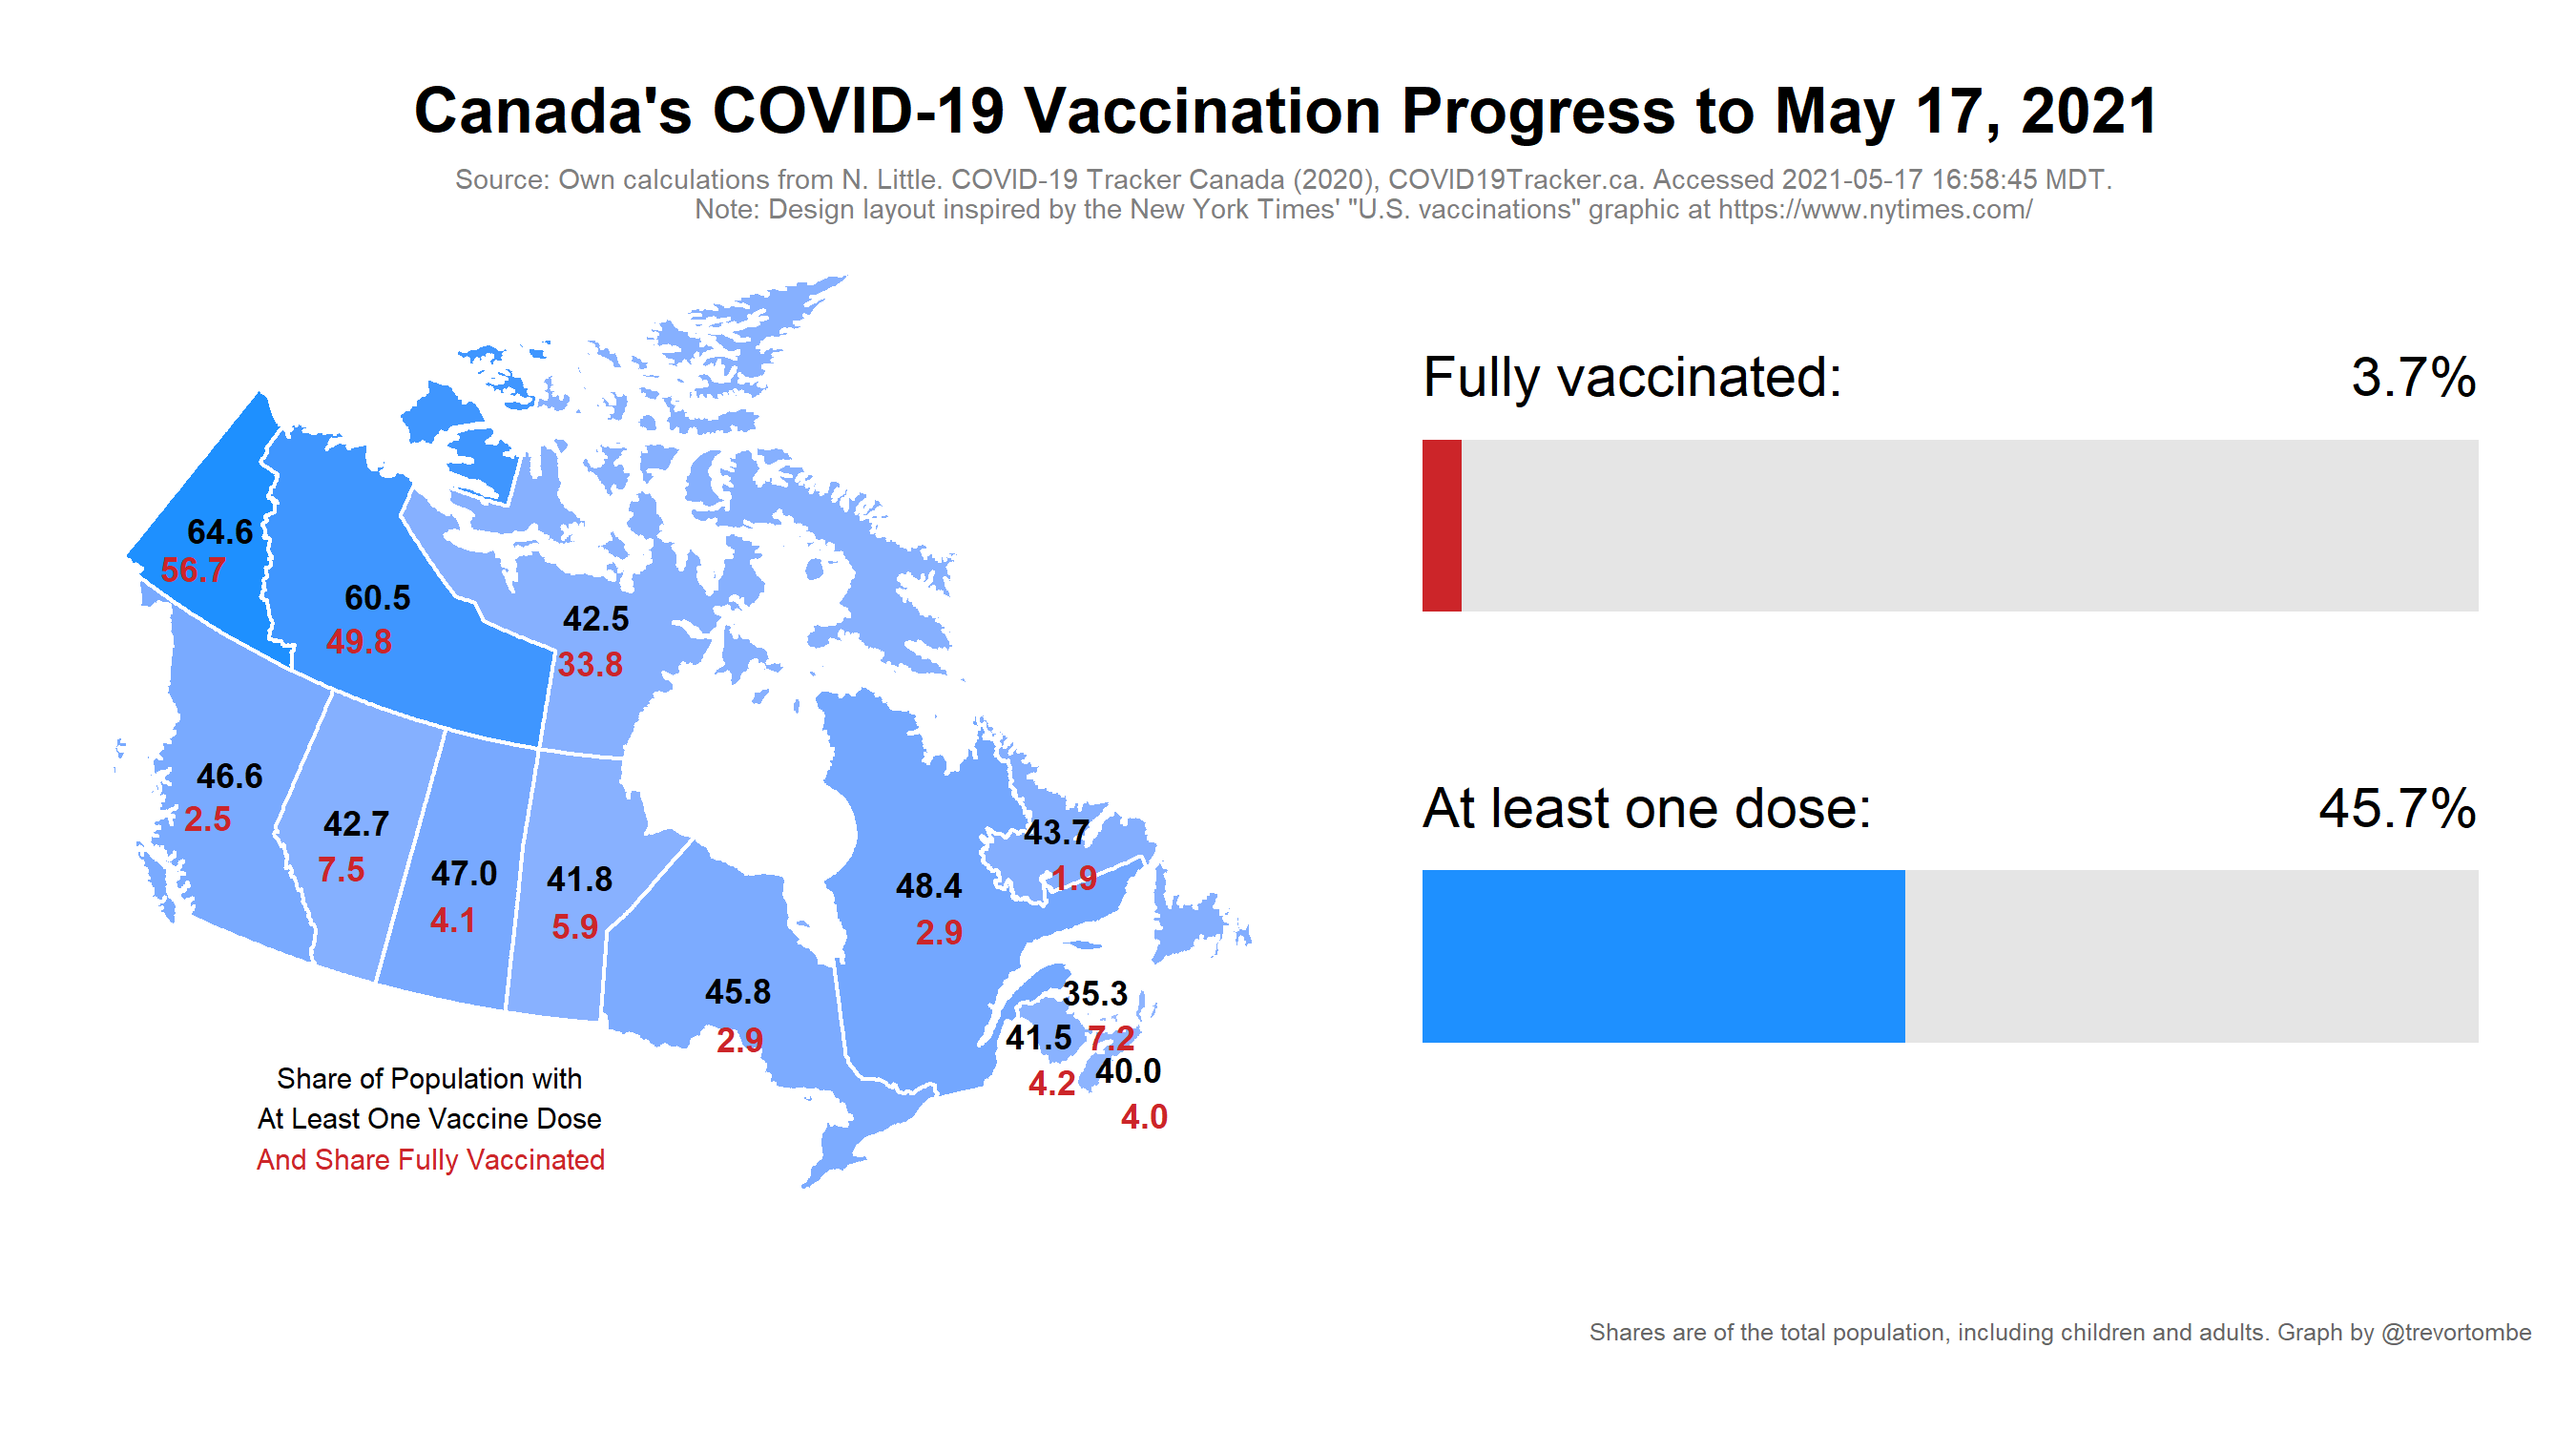 Canada's COVID-19 Vaccination Progress to May 17, 2021
Source: Own calculations from N. Little. COVID-19 Tracker Canada (2020), COVID19Tracker.ca. Accessed 2021-05-17 16:58:45 MDT.
Note: Design layout inspired by the New York Times' "U.S. vaccinations" graphic at https://www.nytimes.com/
64.6
56.7
60.5
49.8
42.5
33.8
46.6
2.5
42.7
7.5
47.0
4.1
41.8
5.9
45.8
2.9
48.4
2.9
43.7
1.9
35.3
7.2
41.5
4.2
40.0
4.0
Share of Population with
At Least One Vaccine Dose
And Share Fully Vaccinated
Fully vaccinated: 3.7%
At least one dose: 45.7%
Shares are of the total population, including children and adults. Graph by @trevortombe